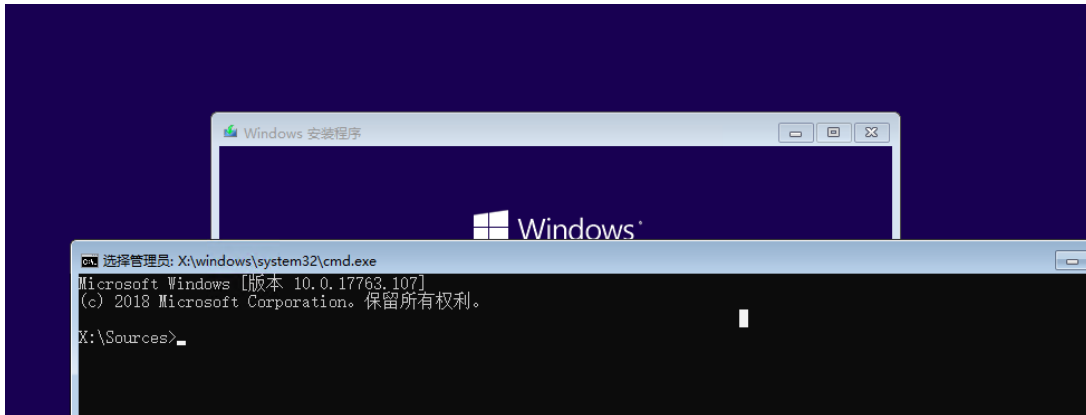 Windows 安装程序
Windows
选择管理员: X:\windows\system32\cmd.exe
Microsoft Windows [版本 10.0.17763.107]
(c) 2018 Microsoft Corporation。保留所有权利。
X:\Sources>